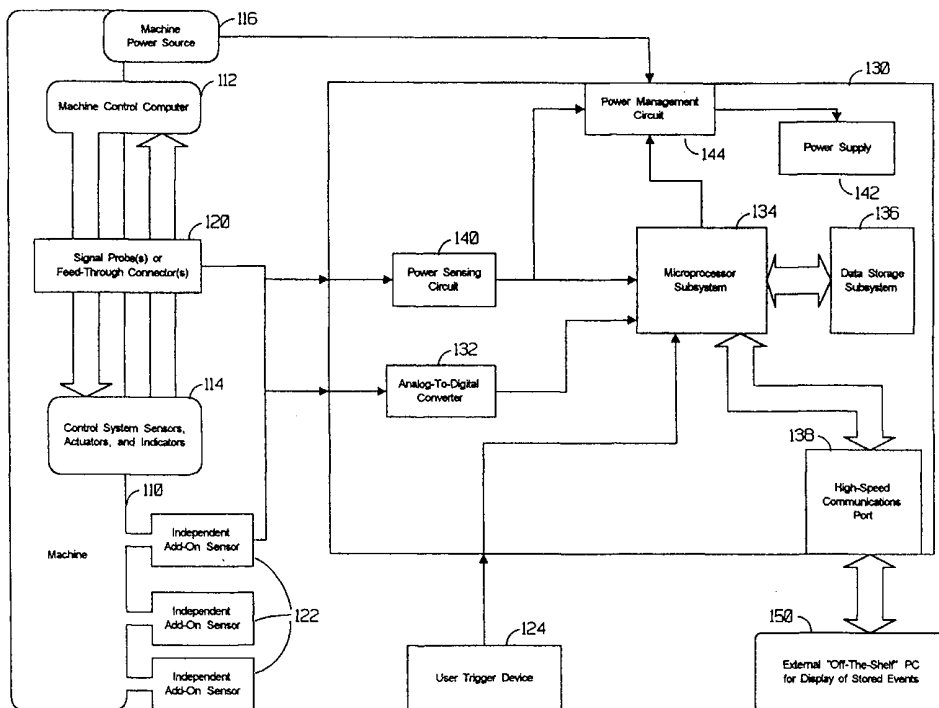 Machine
Power Source
116
Machine Control Computer
112
130
Power Management
Circuit
144
Power Supply
142
120
Signal Probe(s) or
Feed-Through Connector(s)
140
Power Sensing
Circuit
134
Microprocessor
Subsystem
136
Data Storage
Subsystem
132
Analog-To-Digital
Converter
114
Control System Sensors,
Actuators, and Indicators
138
High-Speed
Communications
Port
110
Machine
Independent
Add-On Sensor
Independent
Add-On Sensor
122
Independent
Add-On Sensor
124
User Trigger Device
150
External "Off-The-Shelf" PC
for Display of Stored Events